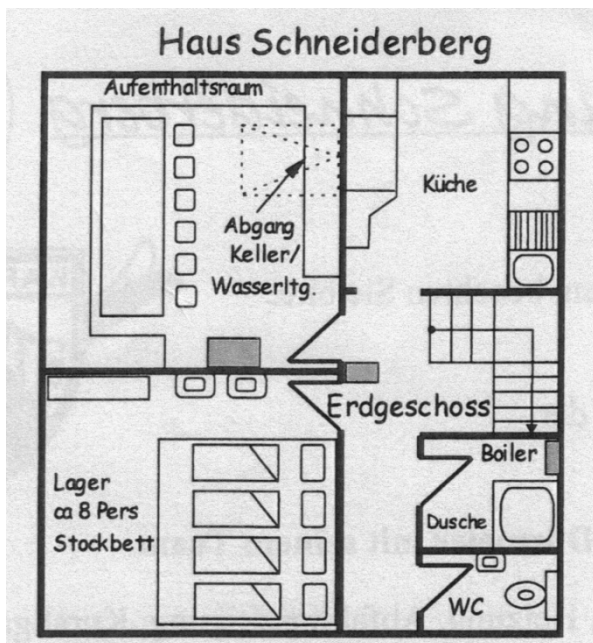 Haus Schneiderberg
Aufenthaltsraum
Küche
Abgang
Keller/
Wasserltg.
Erdgeschoss
Boiler
Lager
ca 8 Pers
Stockbett
Dusche
WC